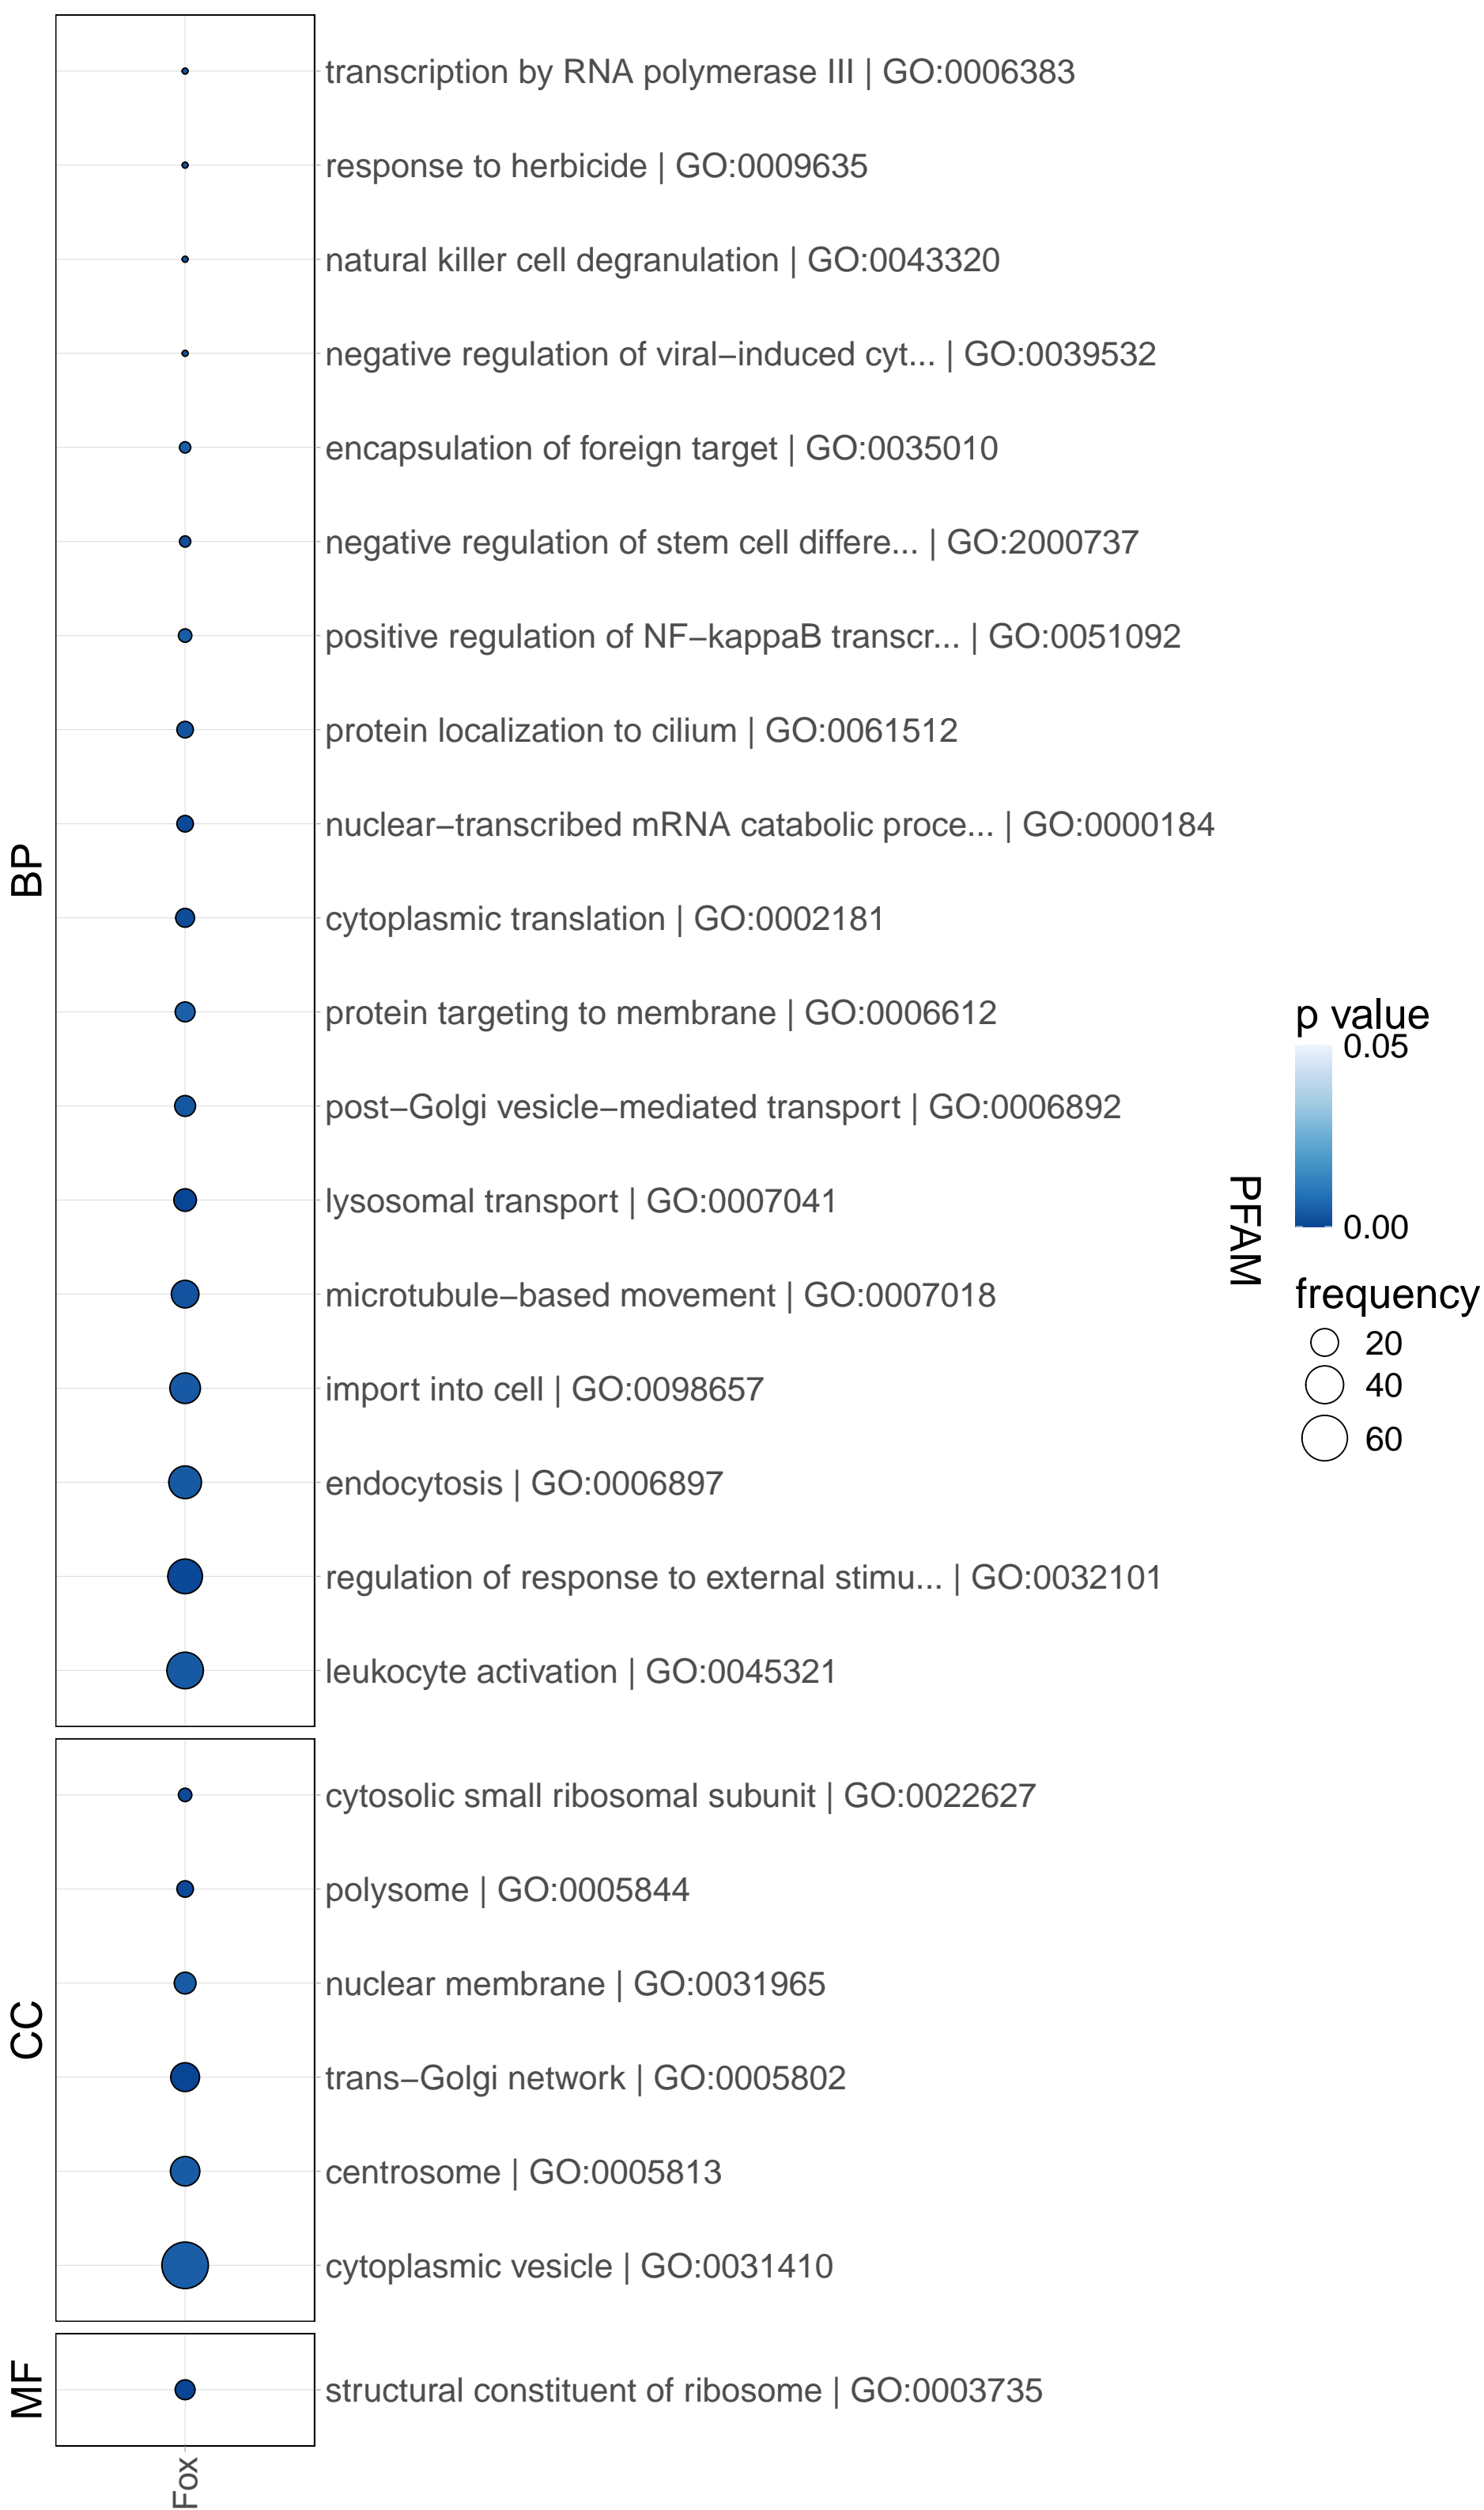 BP
transcription by RNA polymerase III | GO:0006383
response to herbicide | GO:0009635
natural killer cell degranulation | GO:0043320
negative regulation of viral−induced cyt... | GO:0039532
encapsulation of foreign target | GO:0035010
negative regulation of stem cell differe... | GO:2000737
positive regulation of NF−kappaB transcr... | GO:0051092
protein localization to cilium | GO:0061512
nuclear−transcribed mRNA catabolic proce... | GO:0000184
cytoplasmic translation | GO:0002181
protein targeting to membrane | GO:0006612
post−Golgi vesicle−mediated transport | GO:0006892
lysosomal transport | GO:0007041
microtubule−based movement | GO:0007018
import into cell | GO:0098657
endocytosis | GO:0006897
regulation of response to external stimu... | GO:0032101
leukocyte activation | GO:0045321
CC
cytosolic small ribosomal subunit | GO:0022627
polysome | GO:0005844
nuclear membrane | GO:0031965
trans−Golgi network | GO:0005802
centrosome | GO:0005813
cytoplasmic vesicle | GO:0031410
MF
structural constituent of ribosome | GO:0003735
Fox
PFAM
p value
0.05
0.00
frequency
20
40
60